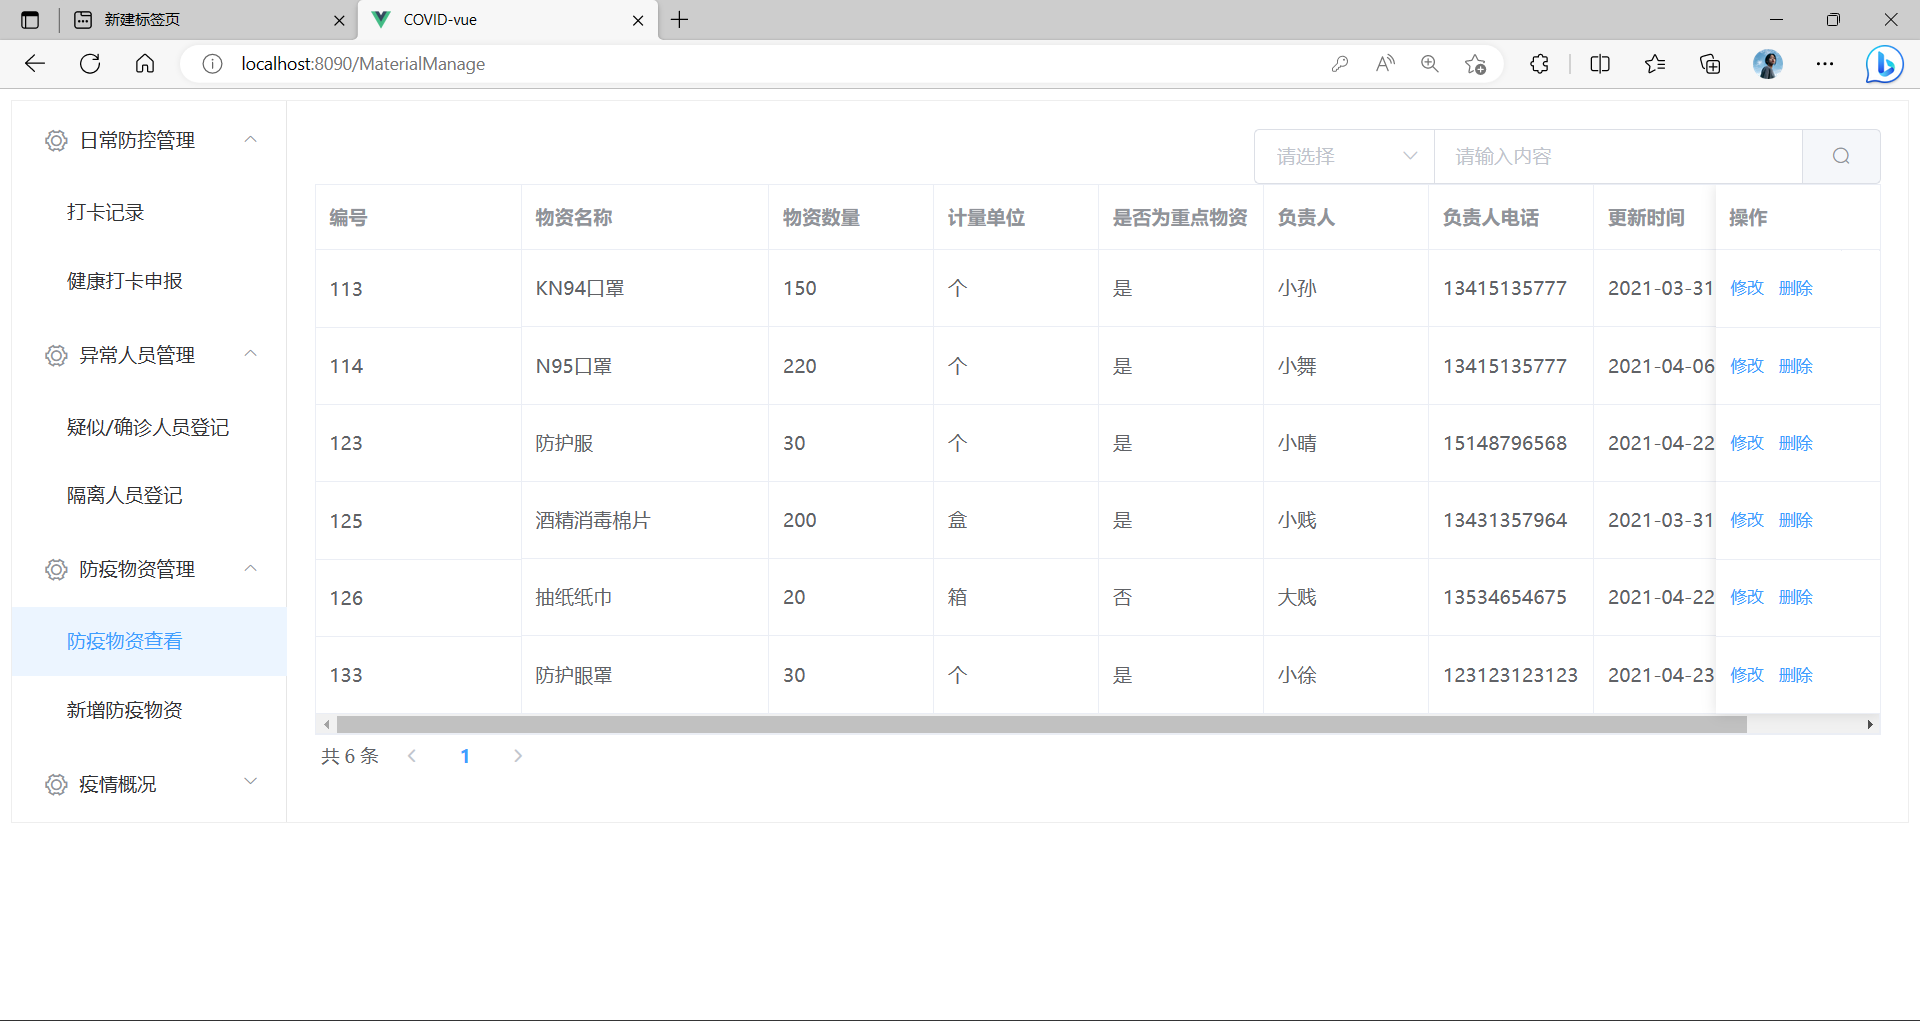 新建标签页
COVID-vue
localhost:8090/MaterialManage
日常防控管理
打卡记录
健康打卡申报
异常人员管理
疑似/确诊人员登记
隔离人员登记
防疫物资管理
防疫物资查看
新增防疫物资
疫情概况
请选择 请输入内容
编号 物资名称 物资数量 计量单位 是否为重点物资 负责人 负责人电话 更新时间 操作
113 KN94口罩 150 个 是 小孙 13415135777 2021-03-31 修改 删除
114 N95口罩 220 个 是 小舞 13415135777 2021-04-06 修改 删除
123 防护服 30 个 是 小晴 15148796568 2021-04-22 修改 删除
125 酒精消毒棉片 200 盒 是 小贱 13431357964 2021-03-31 修改 删除
126 抽纸纸巾 20 箱 否 大贱 13534654675 2021-04-22 修改 删除
133 防护眼罩 30 个 是 小徐 123123123123 2021-04-23 修改 删除
共 6 条 1